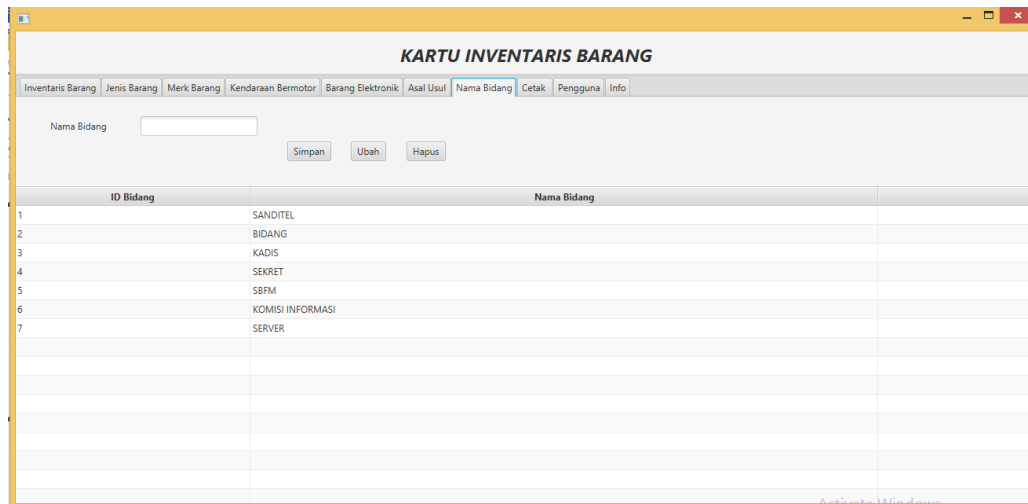 KARTU INVENTARIS BARANG
Inventaris Barang Jenis Barang Merk Barang Kendaraan Bermotor Barang Elektronik Asal Usul Nama Bidang Cetak Pengguna Info
Nama Bidang
Simpan Ubah Hapus
ID Bidang Nama Bidang
1 SANDITEL
2 BIDANG
3 KADIS
4 SEKRET
5 SBFM
6 KOMISI INFORMASI
7 SERVER
Activate Windows